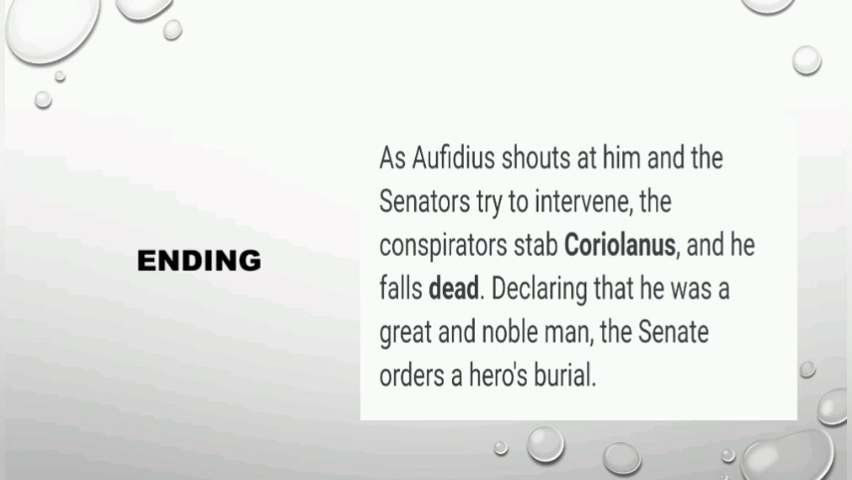 ENDING
As Aufidius shouts at him and the
Senators try to intervene, the
conspirators stab Coriolanus, and he
falls dead. Declaring that he was a
great and noble man, the Senate
orders a hero's burial.